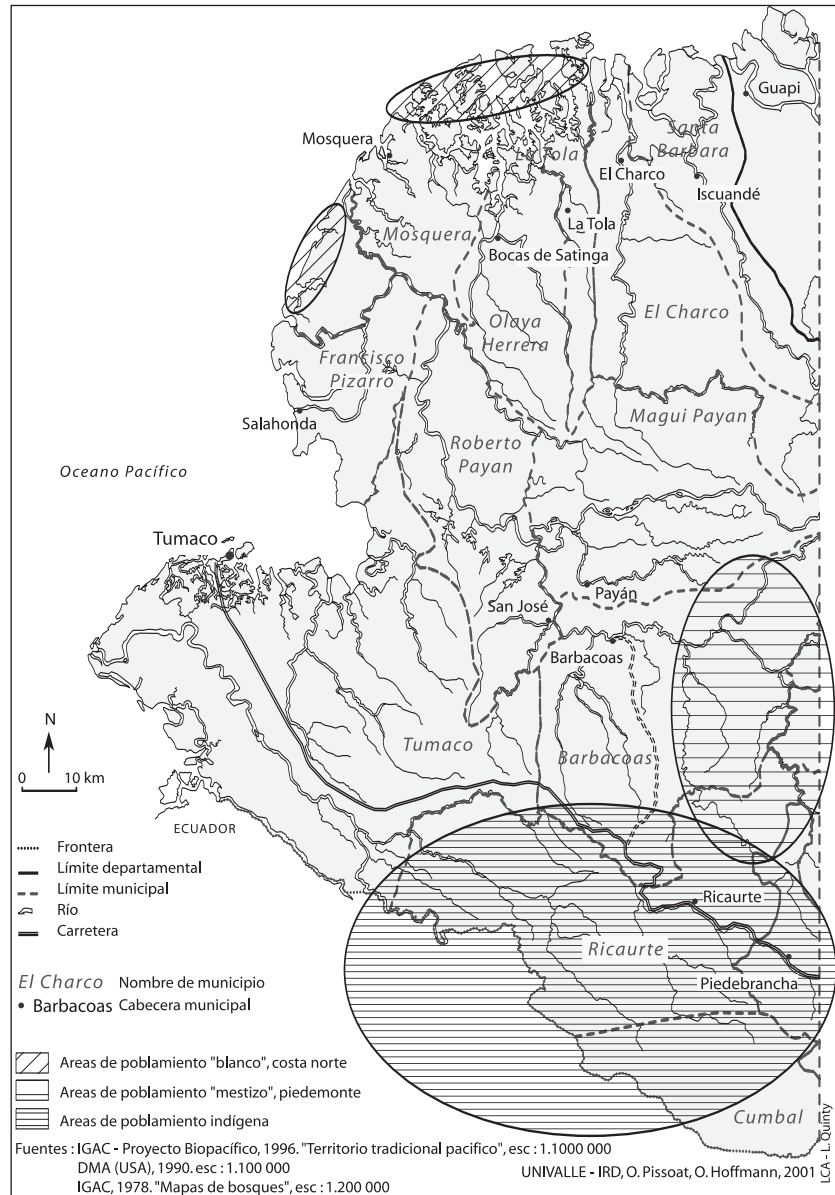 Guapi
Mosquera
Santa
Barbara
La Tola
El Charco
Iscuandé
La Tola
Mosquera
Bocas de Satinga
El Charco
Olaya
Herrera
Francisco
Pizarro
Magui Payan
Salahonda
Roberto
Payan
Oceano Pacífico
Tumaco
Payán
San José
Barbacoas
Tumaco
Barbacoas
N
0 10 km
ECUADOR
Frontera
Límite departamental
Límite municipal
Río
Carretera
Ricaurte
Ricaurte
Piedebrancha
El Charco Nombre de municipio
Barbacoas Cabecera municipal
Areas de poblamiento "blanco", costa norte
Areas de poblamiento "mestizo", piedemonte
Areas de poblamiento indígena
Cumbal
Fuentes : IGAC - Proyecto Biopacífico, 1996. "Territorio tradicional pacifico", esc : 1.1000 000
DMA (USA), 1990. esc : 1.100 000
IGAC, 1978. "Mapas de bosques", esc : 1.200 000
UNIVALLE - IRD, O. Pissoat, O. Hoffmann, 2001
LCA - L. Quinty